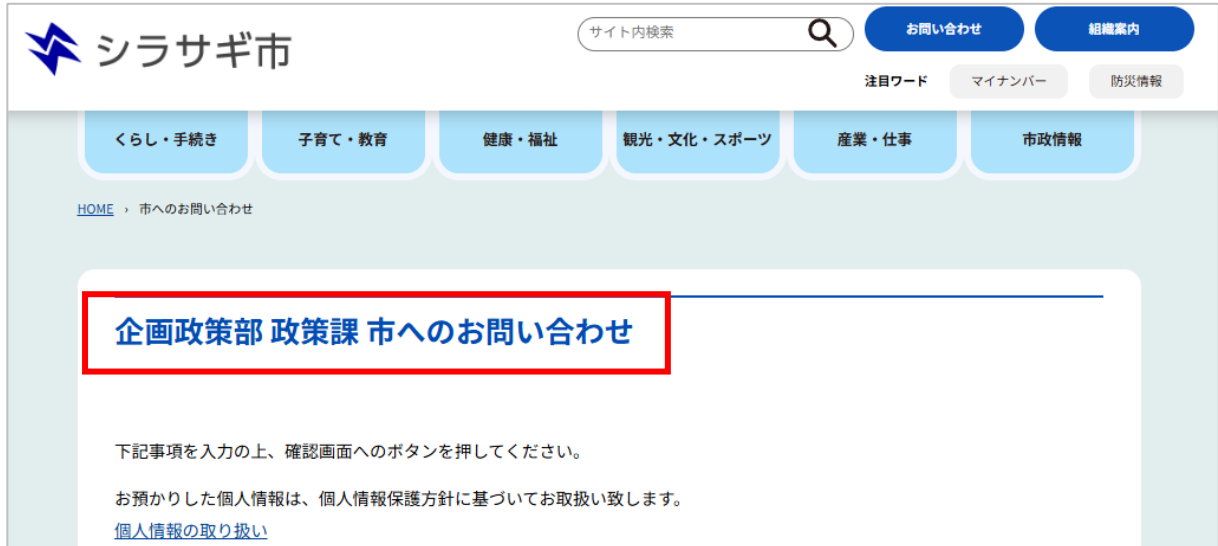 シラサギ市
サイト内検索
お問い合わせ
組織案内
注目ワード
マイナンバー
防災情報
くらし・手続き
子育て・教育
健康・福祉
観光・文化・スポーツ
産業・仕事
市政情報
HOME › 市へのお問い合わせ
企画政策部 政策課 市へのお問い合わせ
下記事項を入力の上、確認画面へのボタンを押してください。
お預かりした個人情報は、個人情報保護方針に基づいてお取扱い致します。
個人情報の取り扱い